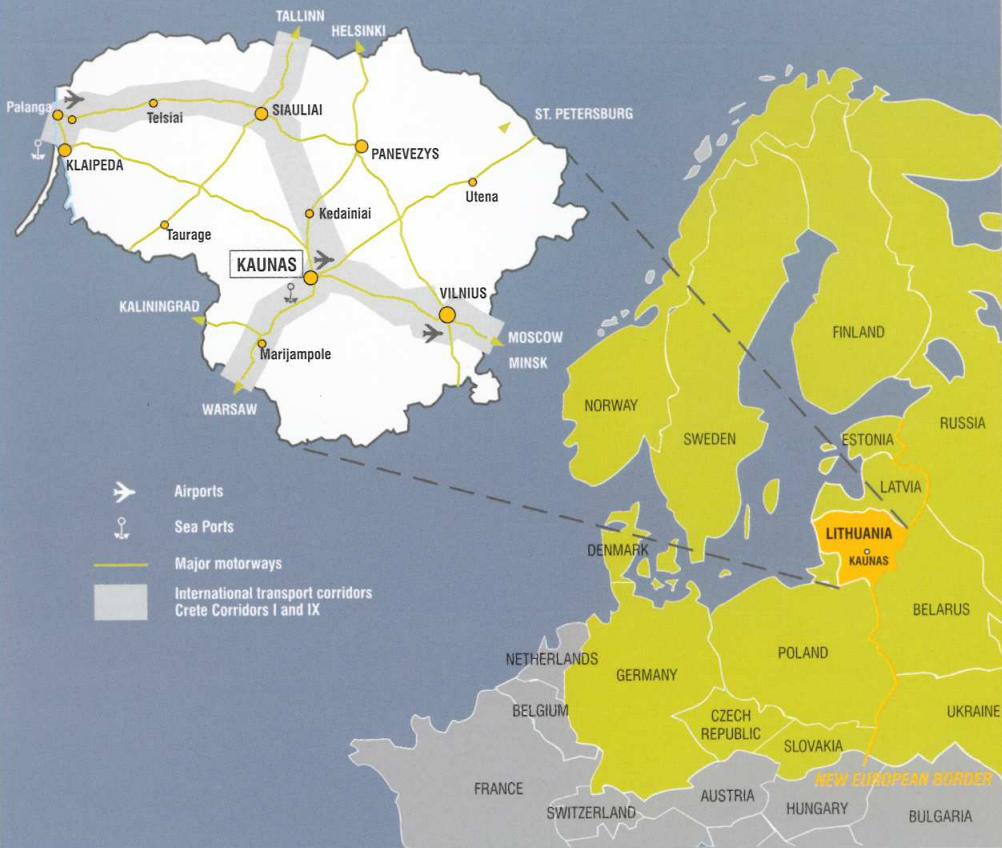 TALLINN
HELSINKI
Palanga
Telsiai
SIAULIAI
ST. PETERSBURG
KLAIPEDA
PANEVEZYS
Utena
Kedainiai
Taurage
KAUNAS
VILNIUS
KALININGRAD
MOSCOW
MINSK
Marijampole
WARSAW
Airports
Sea Ports
Major motorways
International transport corridors
Crete Corridors I and IX
FINLAND
NORWAY
SWEDEN
RUSSIA
ESTONIA
LATVIA
LITHUANIA
KAUNAS
DENMARK
BELARUS
NETHERLANDS
GERMANY
POLAND
BELGIUM
CZECH
REPUBLIC
UKRAINE
SLOVAKIA
NEW EUROPEAN BORDER
FRANCE
AUSTRIA
SWITZERLAND
HUNGARY
BULGARIA